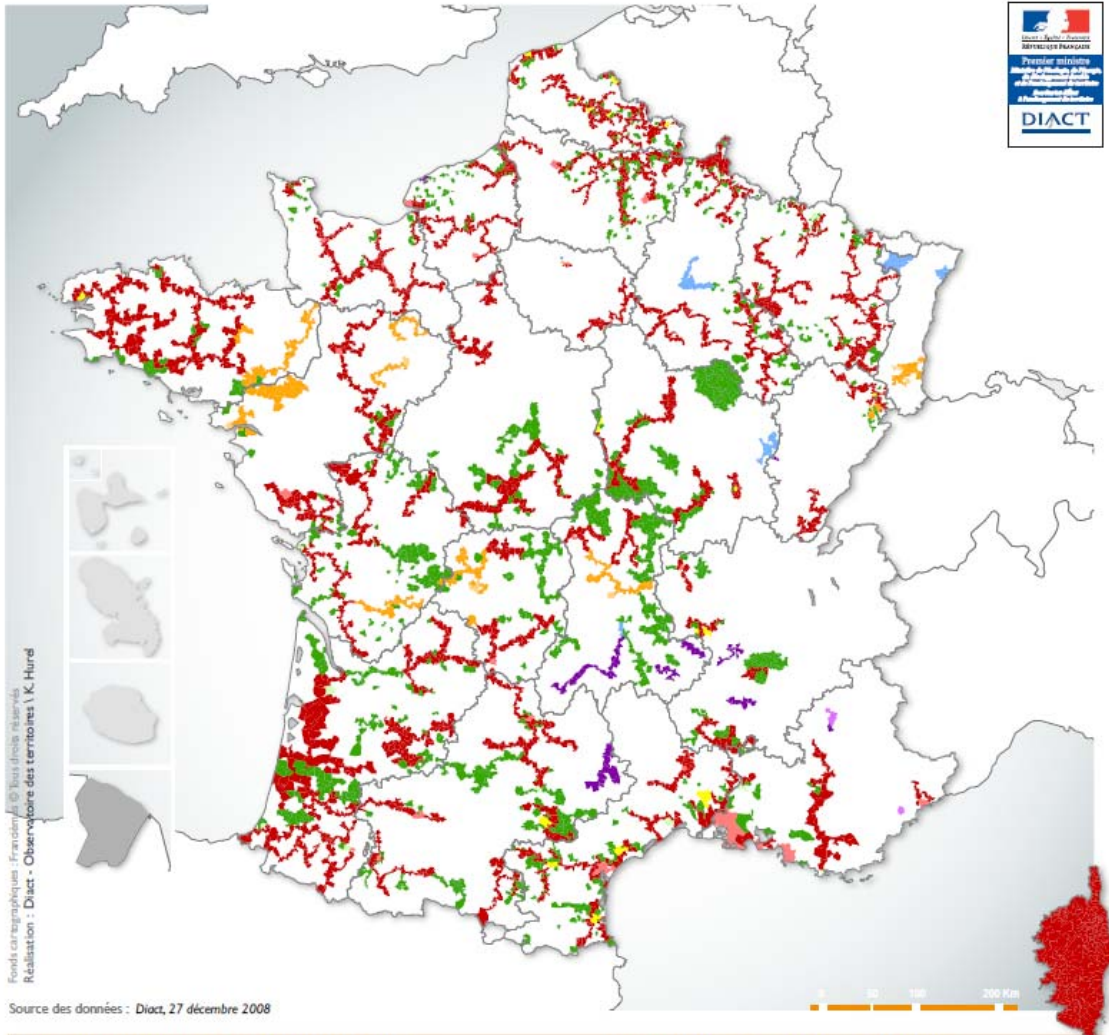 RÉPUBLIQUE FRANÇAISE
Premier ministre
DIACT
Fonds cartographiques : Francièmes © Tous droits réservés
Réalisation : Diact - Observatoire des territoires \ K. Hurel
Source des données : Diact, 27 décembre 2008
0 50 100 200 Km